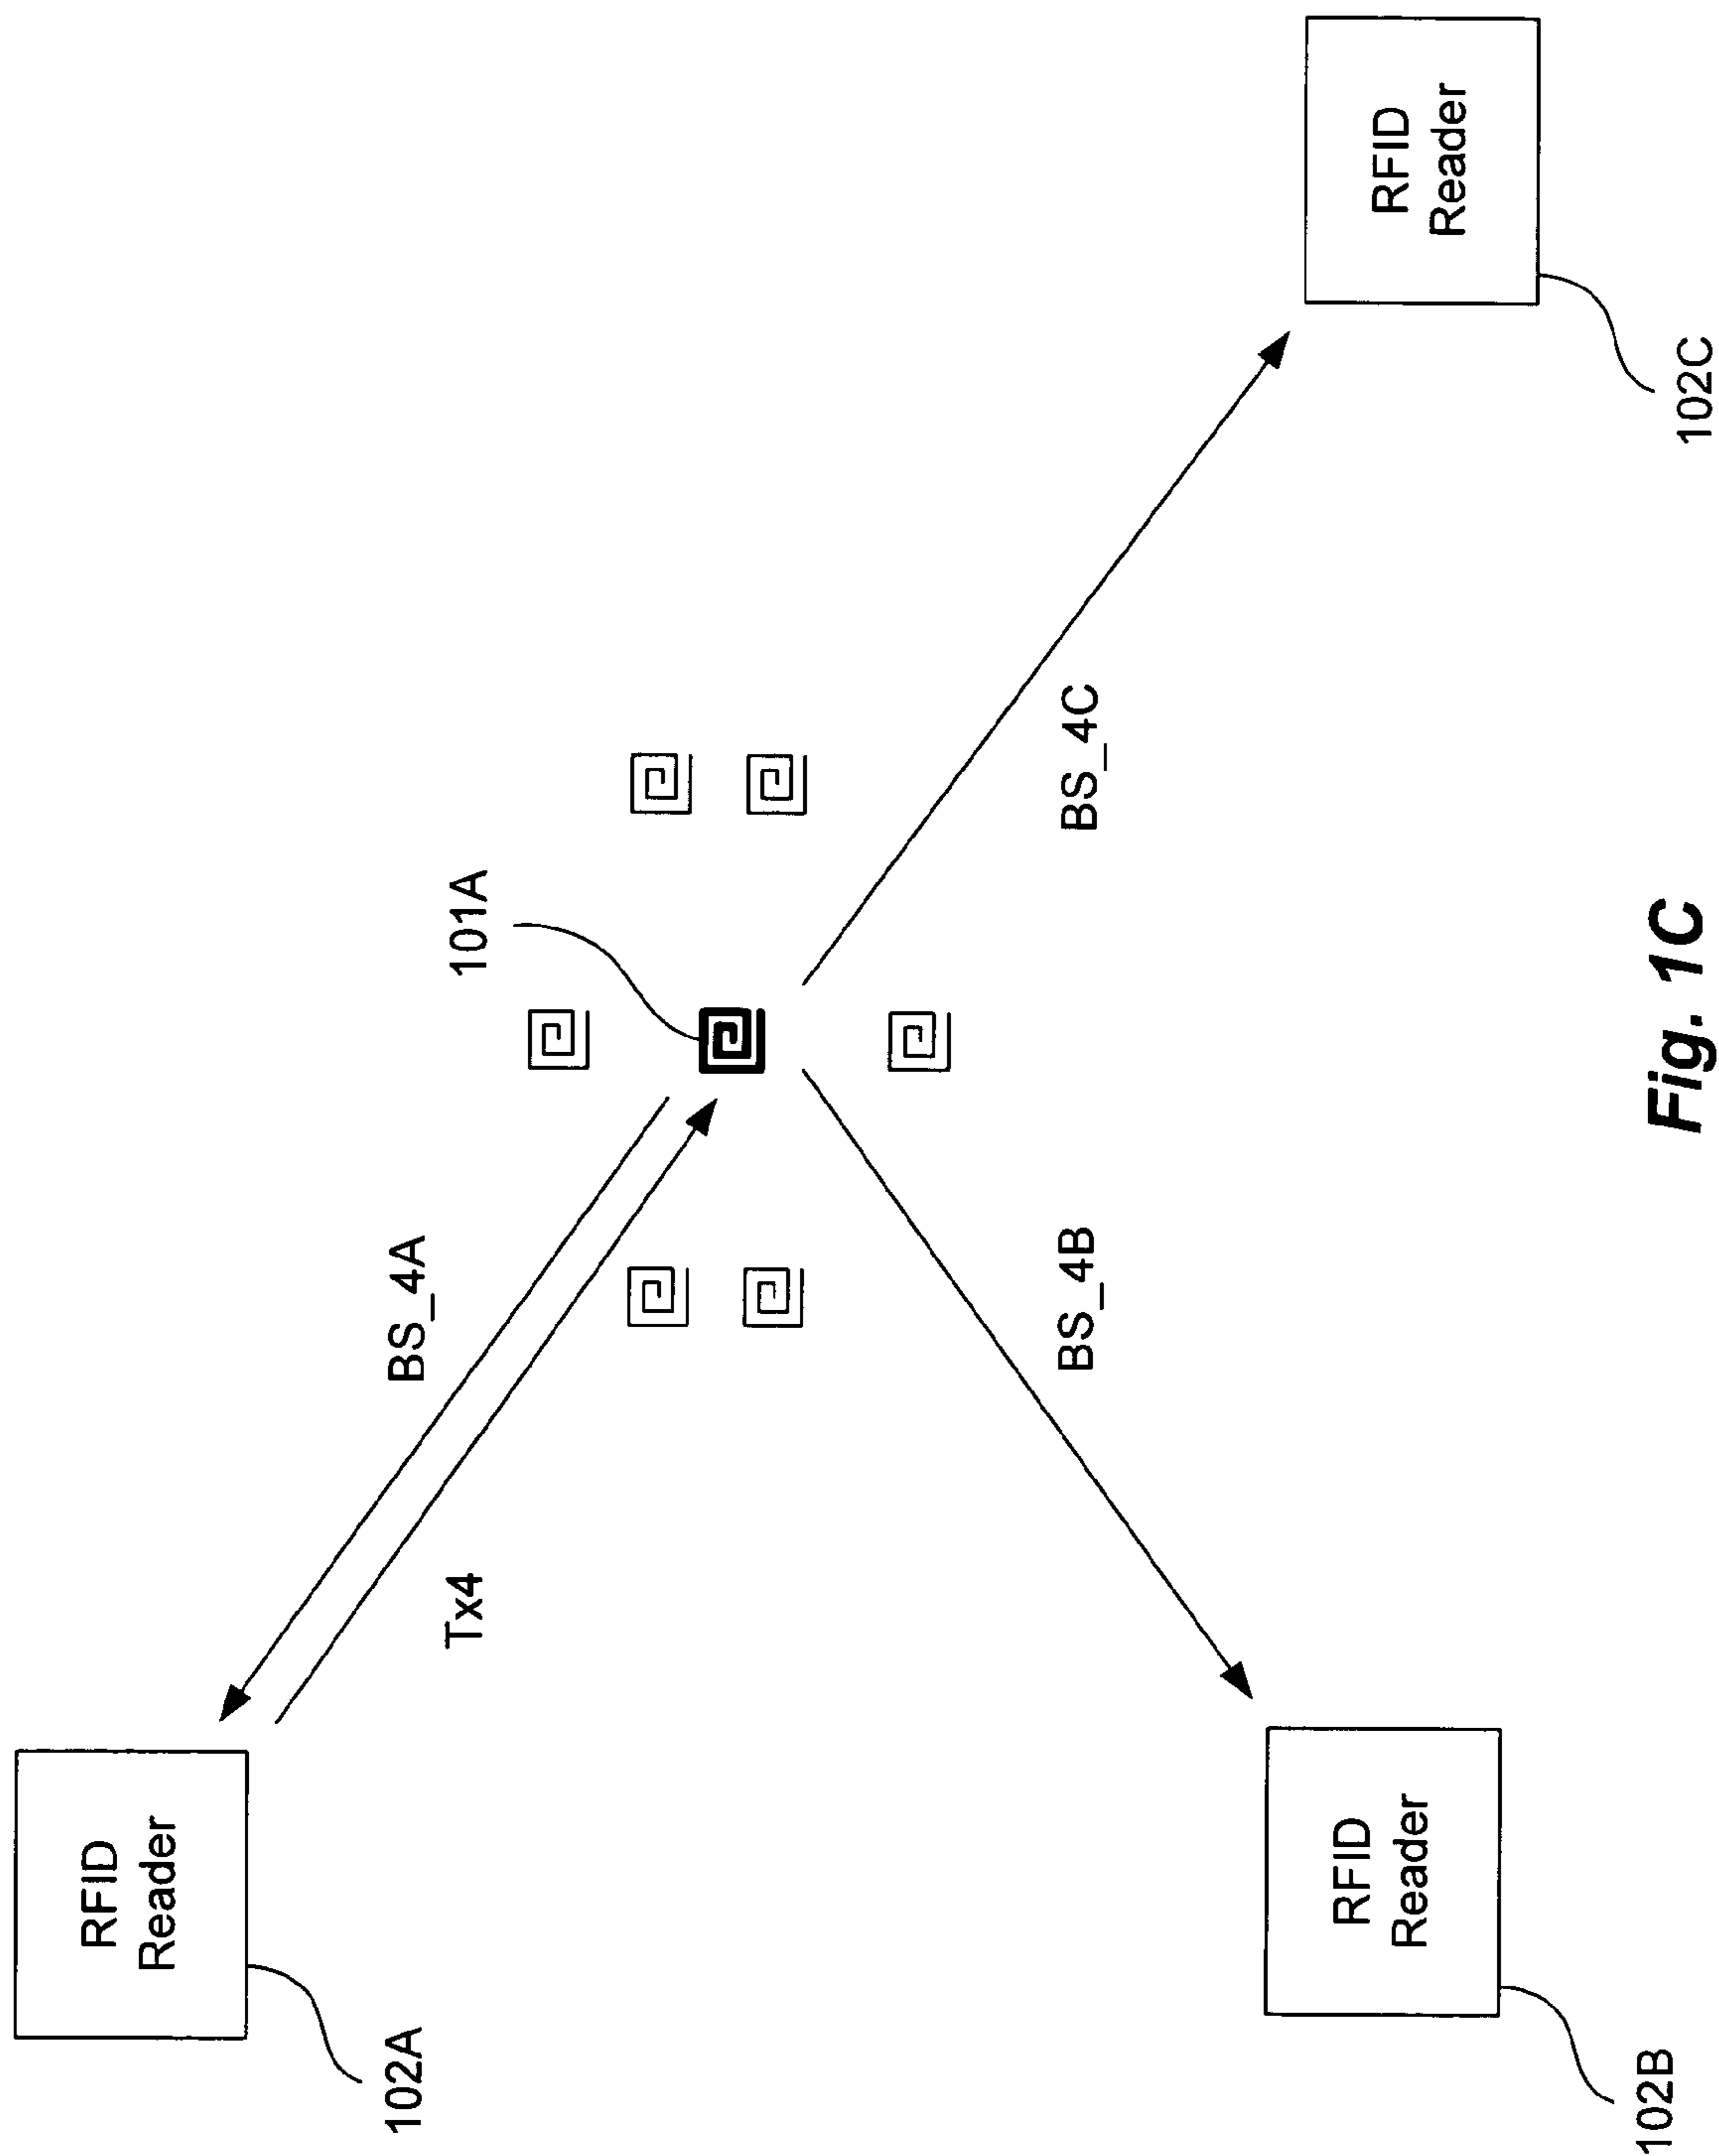 RFID
Reader
102A
BS_4A
Tx4
101A
RFID
Reader
102B
BS_4B
BS_4C
RFID
Reader
102C
Fig. 1C